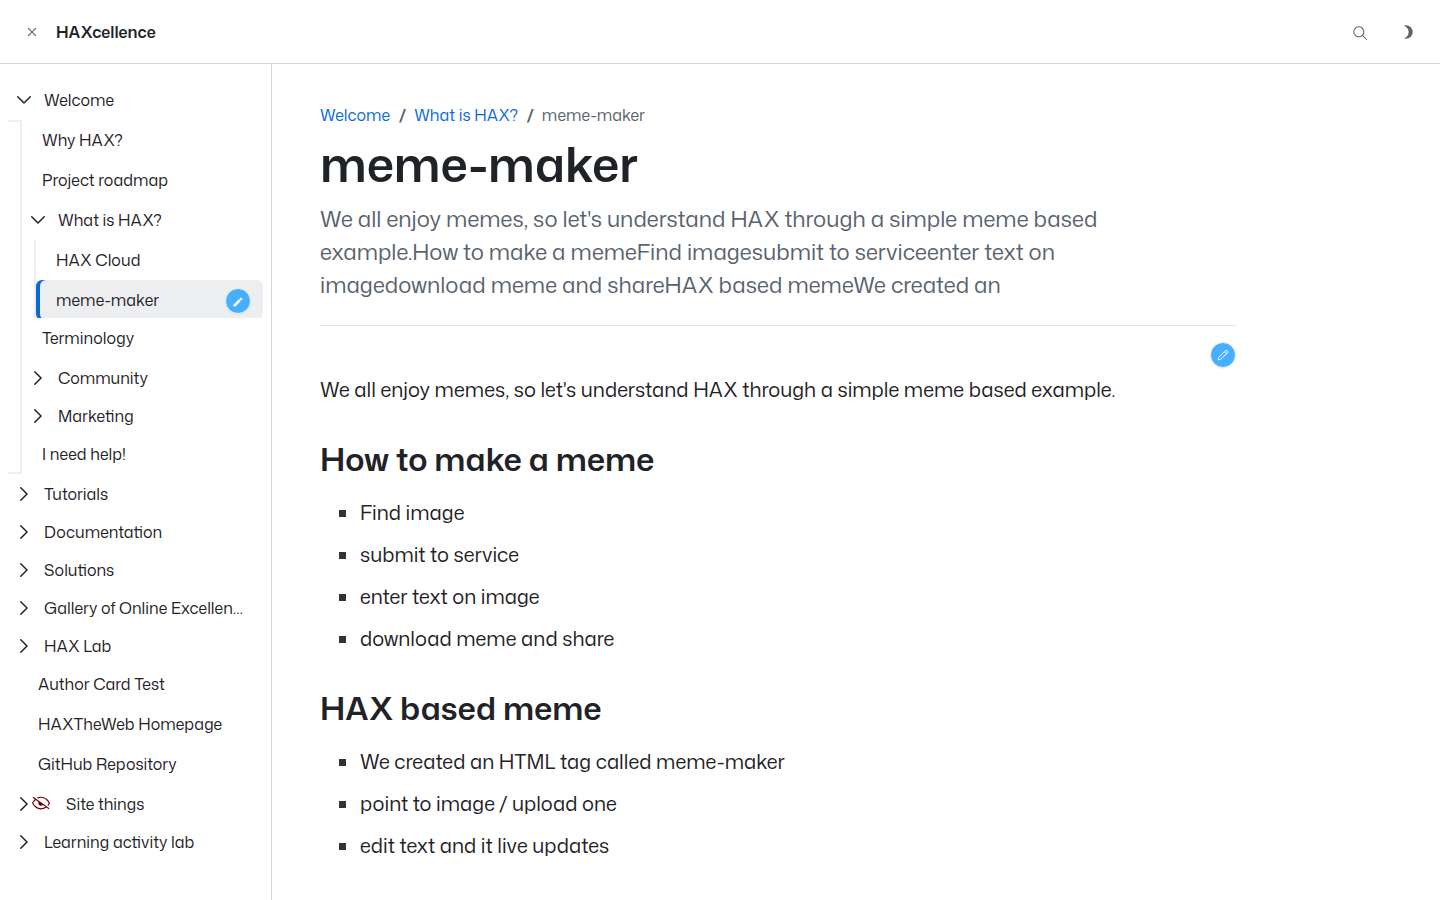 HAXcellence
Welcome
Why HAX?
Project roadmap
What is HAX?
HAX Cloud
meme-maker
Terminology
Community
Marketing
I need help!
Tutorials
Documentation
Solutions
Gallery of Online Excellen...
HAX Lab
Author Card Test
HAXTheWeb Homepage
GitHub Repository
Site things
Learning activity lab
Welcome / What is HAX? / meme-maker
meme-maker
We all enjoy memes, so let's understand HAX through a simple meme based
example.How to make a memeFind imagesubmit to serviceenter text on
imagedownload meme and shareHAX based memeWe created an
We all enjoy memes, so let's understand HAX through a simple meme based example.
How to make a meme
Find image
submit to service
enter text on image
download meme and share
HAX based meme
We created an HTML tag called meme-maker
point to image / upload one
edit text and it live updates